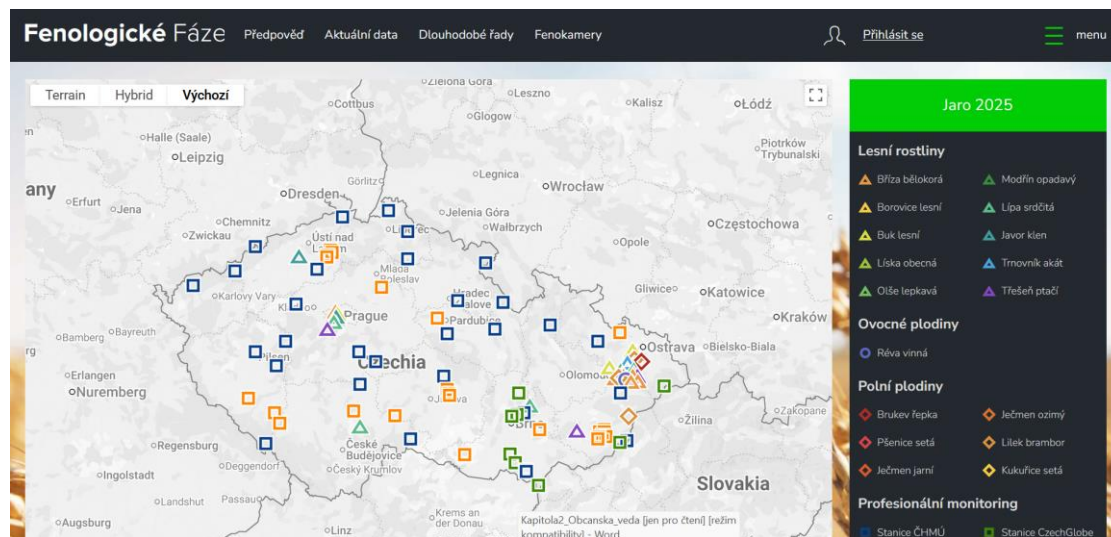 Fenologické Fáze Předpověď Aktuální data Dlouhodobé řady Fenokamery Přihlásit se menu
Terrain Hybrid Výchozí
Zielona Góra
Leszno
Cottbus
Kalisz
Łódź
Glogow
Halle (Saale)
Leipzig
Piotrków
Trybunalski
Görlitz
Legnica
Wrocław
any
Erfurt
Jena
Dresden
Chemnitz
Zwickau
Jelenia Góra
Wałbrzych
Częstochowa
Ústí nad
Opole
Mladá
Boleslav
Karlovy Vary
Hradec
Gliwice
Katowice
Prague
Pardubice
Kraków
Bamberg
Bayreuth
Pilsen
Czechia
Ostrava
Bielsko-Biala
Erlangen
Nuremberg
Žilina
Zakopane
Regensburg
České
Budějovice
Český Krumlov
Deggendorf
Ingolstadt
Slovakia
Landshut
Passau
Krems an
der Donau
Augsburg
Linz
Kapitola2_Obcanska_veda [jen pro čtení] [režim
kompatibility] - Word
Jaro 2025
Lesní rostliny
Bříza bělokorá Modřín opadavý
Borovice lesní Lípa srdčitá
Buk lesní Javor klen
Líska obecná Trnovník akát
Olše lepkavá Třešeň ptačí
Ovocné plodiny
Réva vinná
Polní plodiny
Brukev řepka Ječmen ozimý
Pšenice setá Lilek brambor
Ječmen jarní Kukuřice setá
Profesionální monitoring
Stanice ČHMÚ Stanice CzechGlobe